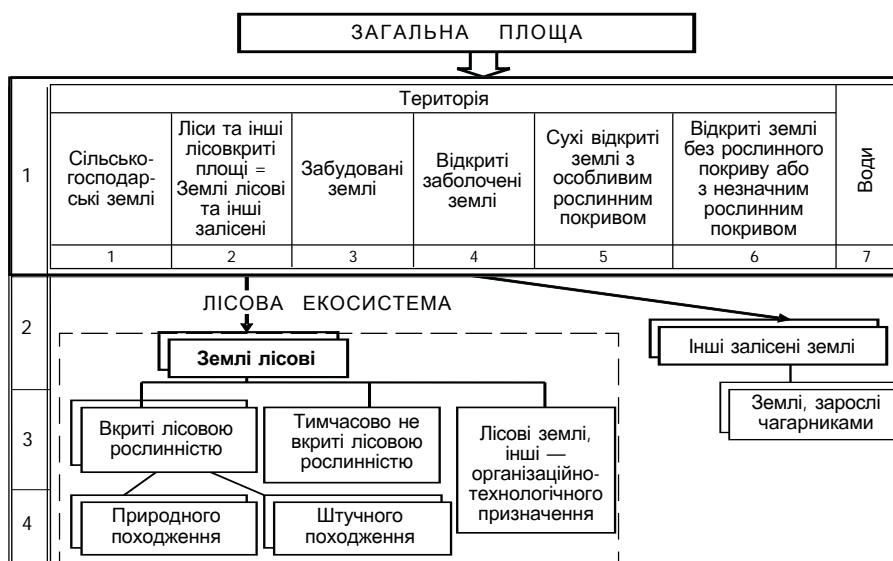 ЗАГАЛЬНА ПЛОЩА
Територія
1
Сільсько-
господар-
ські землі
Ліси та інші
лісовкриті
площі =
Землі лісові
та інші
залісені
Забудовані
землі
Відкриті
заболочені
землі
Сухі відкриті
землі з
особливим
рослинним
покривом
Відкриті землі
без рослинного
покриву або
з незначним
рослинним
покривом
Води
1 2 3 4 5 6 7
2
ЛІСОВА ЕКОСИСТЕМА
Землі лісові
Інші залісені землі
Землі, зарослі
чагарниками
3
Вкриті лісовою
рослинністю
Тимчасово не
вкриті лісовою
рослинністю
Лісові землі,
інші —
організаційно-
технологічного
призначення
4
Природного
походження
Штучного
походження